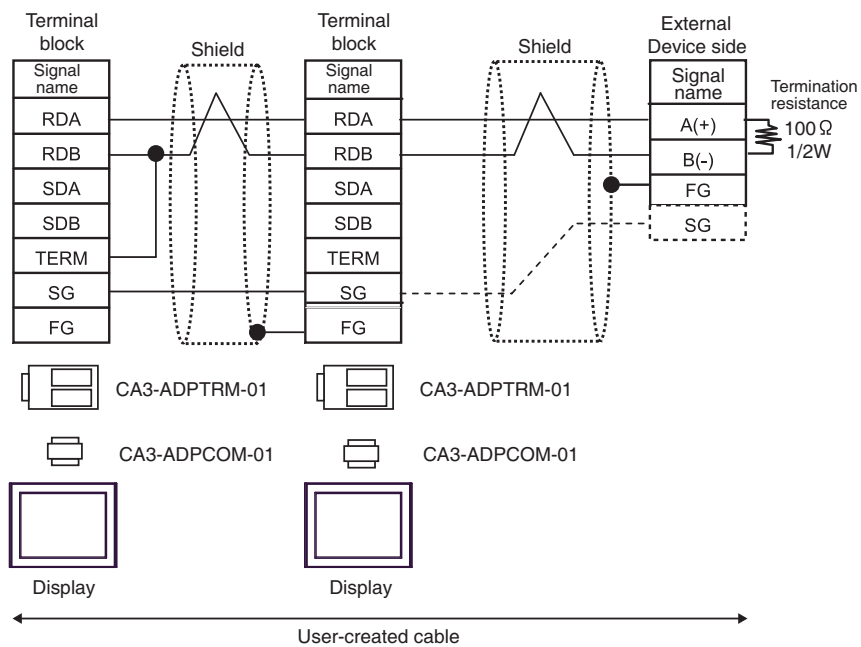 Terminal
block
Shield
Terminal
block
Shield
External
Device side
Signal
name
RDA
RDB
SDA
SDB
TERM
SG
FG
Signal
name
RDA
RDB
SDA
SDB
TERM
SG
FG
Signal
name
A(+)
B(-)
FG
SG
Termination
resistance
100 Ω
1/2W
CA3-ADPTRM-01
CA3-ADPTRM-01
CA3-ADPCOM-01
CA3-ADPCOM-01
Display
Display
User-created cable